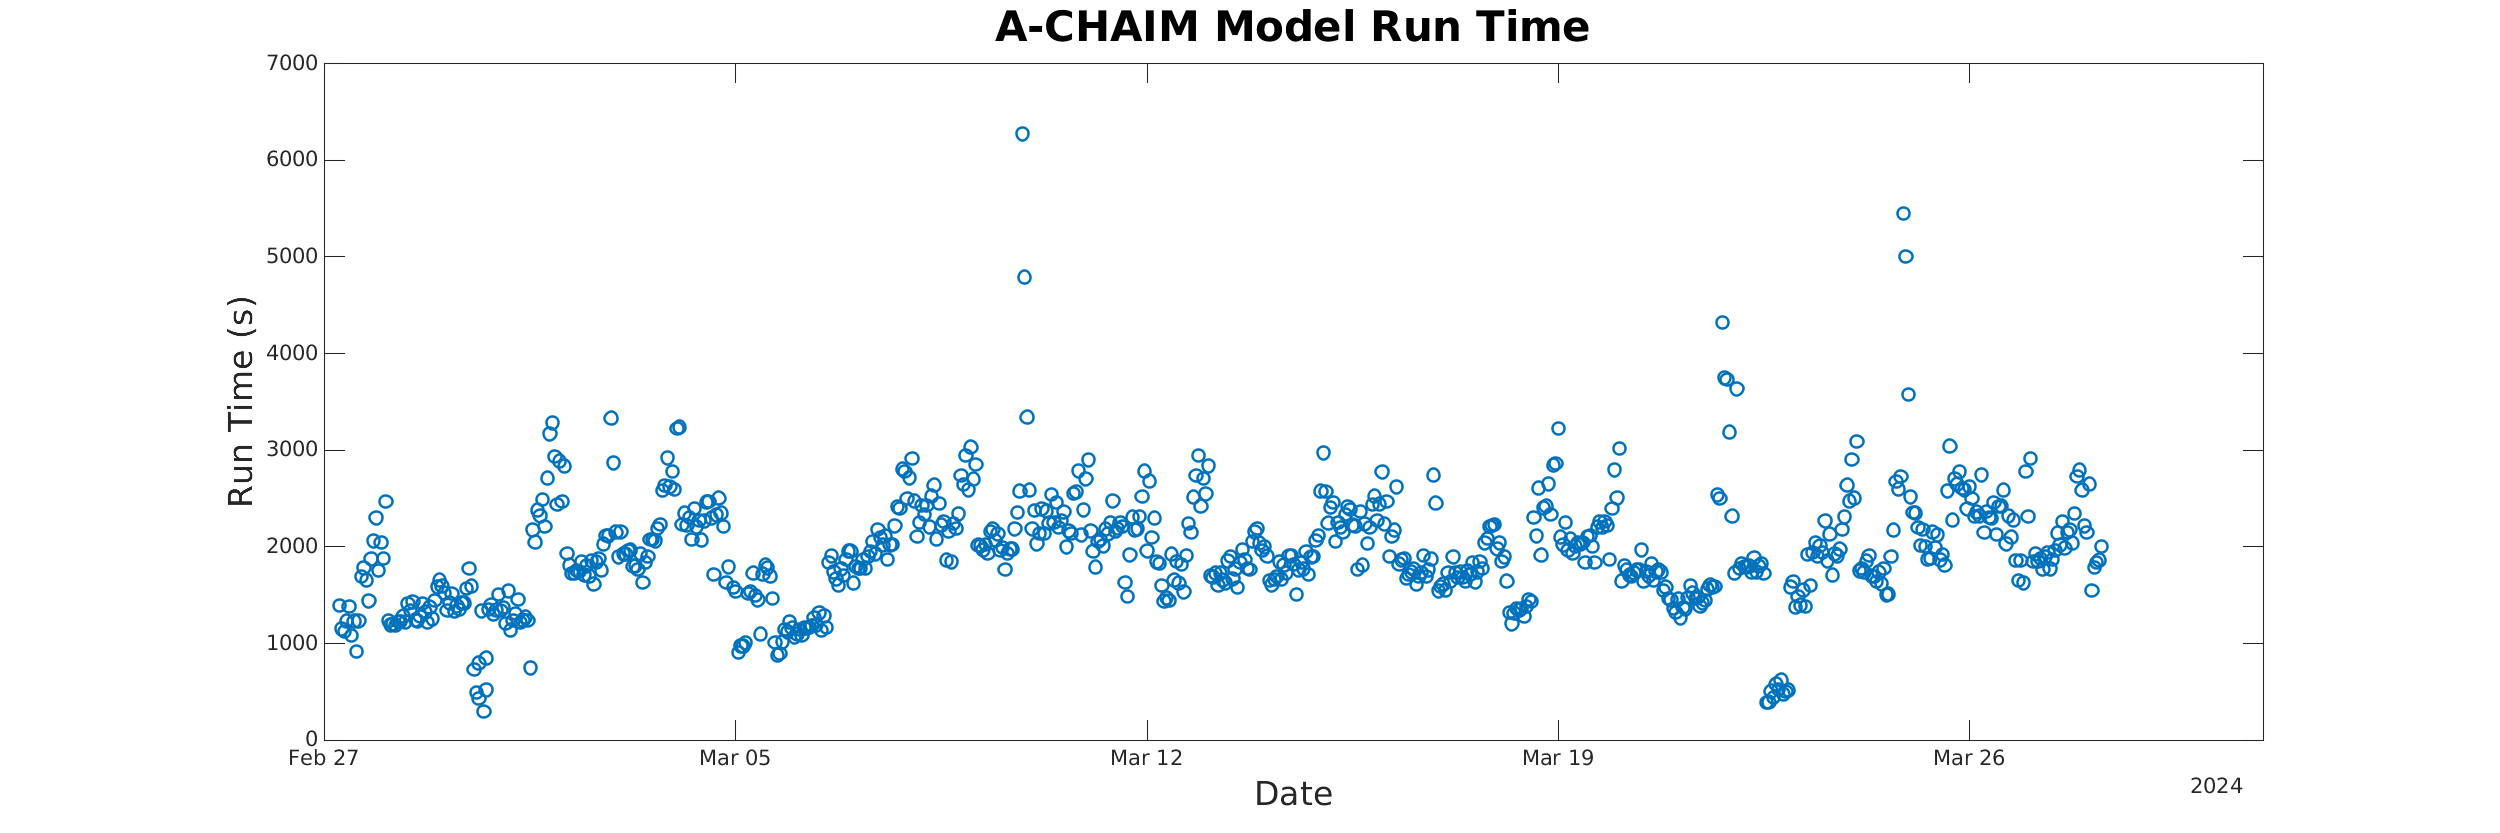 A-CHAIM Model Run Time
7000
6000
5000
4000
3000
2000
1000
0
Run Time (s)
Feb 27
Mar 05
Mar 12
Mar 19
Mar 26
2024
Date